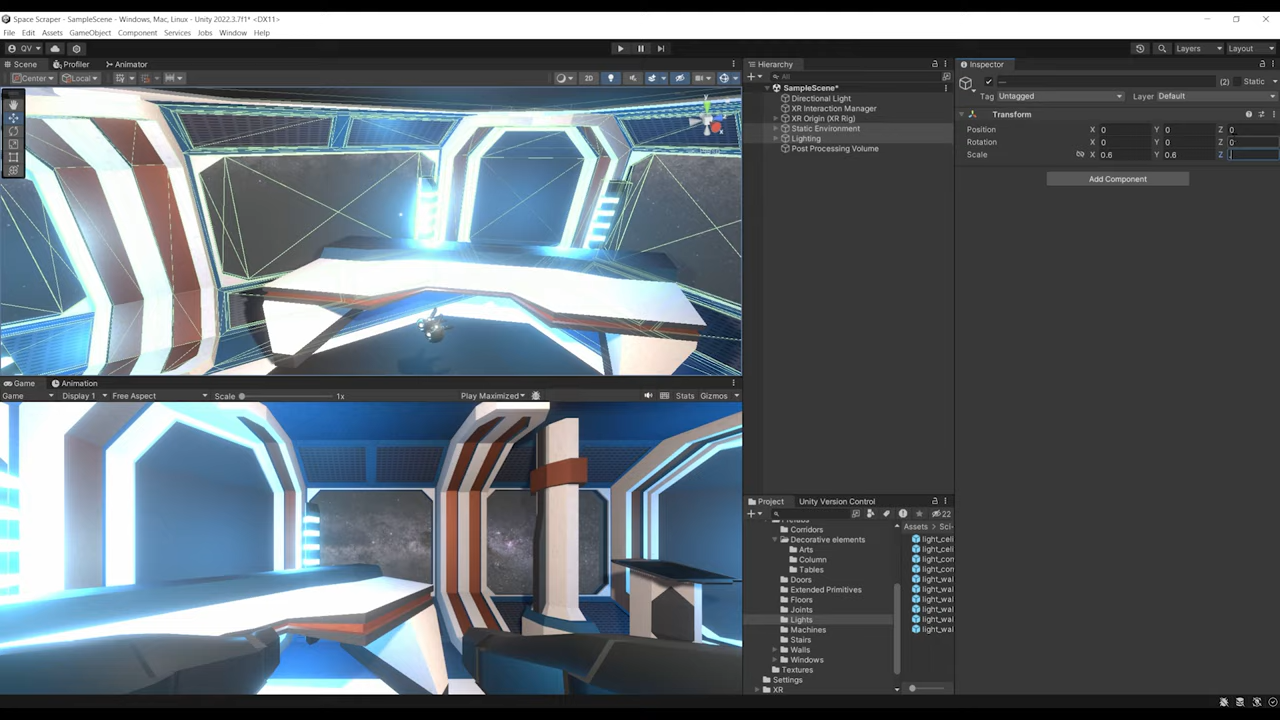 Space Scraper - SampleScene - Windows, Mac, Linux - Unity 2022.3.7f1* <DX11>
File Edit Assets GameObject Component Services Jobs Window Help
QV Layers Layout
Scene Profiler Animator
Center Local 2D
Hierarchy
All
SampleScene*
Directional Light
XR Interaction Manager
XR Origin (XR Rig)
Static Environment
Lighting
Post Processing Volume
Inspector
— (2) Static
Tag Untagged Layer Default
Transform
Position X 0 Y 0 Z 0
Rotation X 0 Y 0 Z 0
Scale X 0.6 Y 0.6 Z
Add Component
Game Animation
Game Display 1 Free Aspect Scale 1x Play Maximized Stats Gizmos
Project Unity Version Control
22
Prefabs
Corridors
Decorative elements
Arts
Column
Tables
Doors
Extended Primitives
Floors
Joints
Lights
Machines
Stairs
Walls
Windows
Textures
Settings
XR
Assets > Sci-
light_ceil
light_ceil
light_cor
light_cor
light_wal
light_wal
light_wal
light_wal
light_wal
light_wal